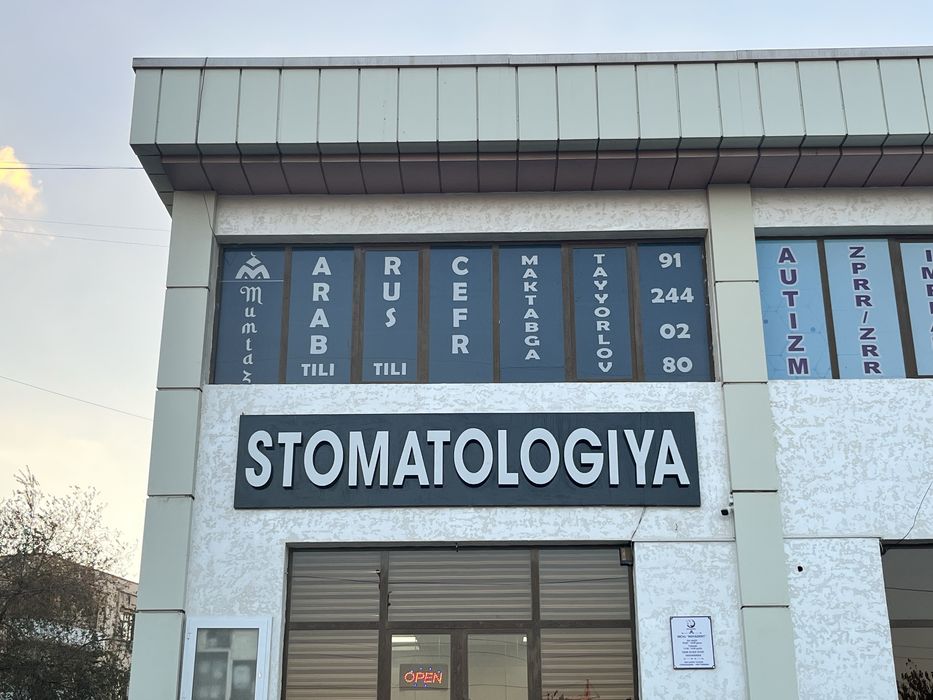 Mumtaz
ARAB
TILI
RUS
TILI
CEFR
MAKTABGA
TAYYORLOV
91
244
02
80
AUTIZM
ZPRR/ZRR
STOMATOLOGIYA
OPEN